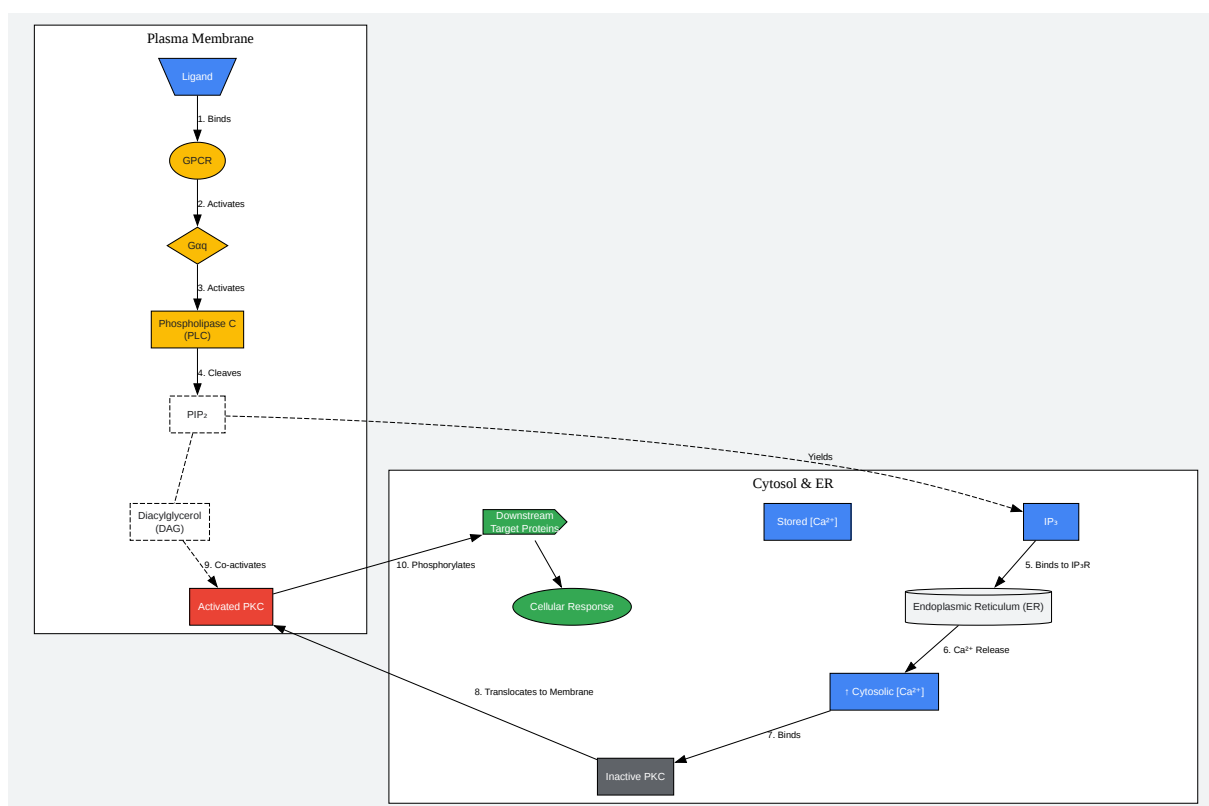 Plasma Membrane
Ligand
1. Binds
GPCR
2. Activates
Gαq
3. Activates
Phospholipase C
(PLC)
4. Cleaves
PIP₂
Yields
Diacylglycerol
(DAG)
9. Co-activates
Activated PKC
Cytosol & ER
Downstream
Target Proteins
Stored [Ca²⁺]
IP₃
10. Phosphorylates
5. Binds to IP₃R
Cellular Response
Endoplasmic Reticulum (ER)
6. Ca²⁺ Release
↑ Cytosolic [Ca²⁺]
8. Translocates to Membrane
7. Binds
Inactive PKC